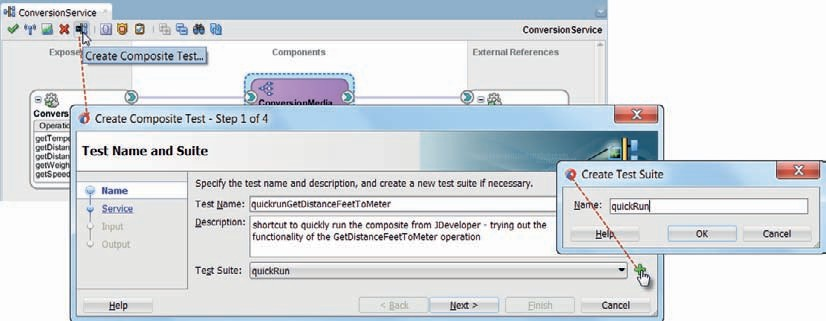 ConversionService
ConversionService
Create Composite Test...
Components
External References
ConversionMedia
Operatio
getTempe
getDistan
getDistan
getWeigh
getSpeed
Create Composite Test - Step 1 of 4
Test Name and Suite
Name
Service
Input
Output
Specify the test name and description, and create a new test suite if necessary.
Test Name: quickrunGetDistanceFeetToMeter
Description: shortcut to quickly run the composite from JDeveloper - trying out the
functionality of the GetDistanceFeetToMeter operation
Test Suite: quickRun
Help
< Back
Next >
Finish
Cancel
Create Test Suite
Name: quickRun
Help
OK
Cancel